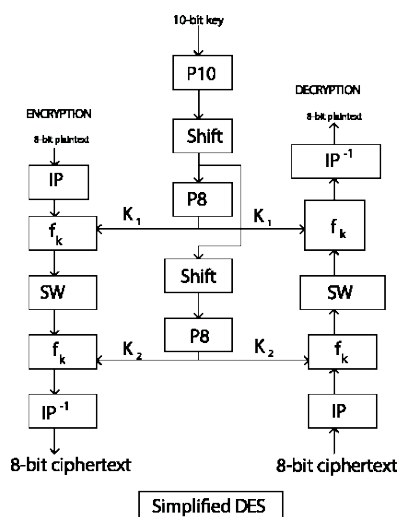 10-bit key
P10
ENCRYPTION
DECRYPTION
8-bit plaintext
8-bit plaintext
Shift
IP
IP -1
P8
K1
K1
fk
fk
Shift
SW
SW
P8
K2
K2
fk
fk
IP -1
IP
8-bit ciphertext
8-bit ciphertext
Simplified DES